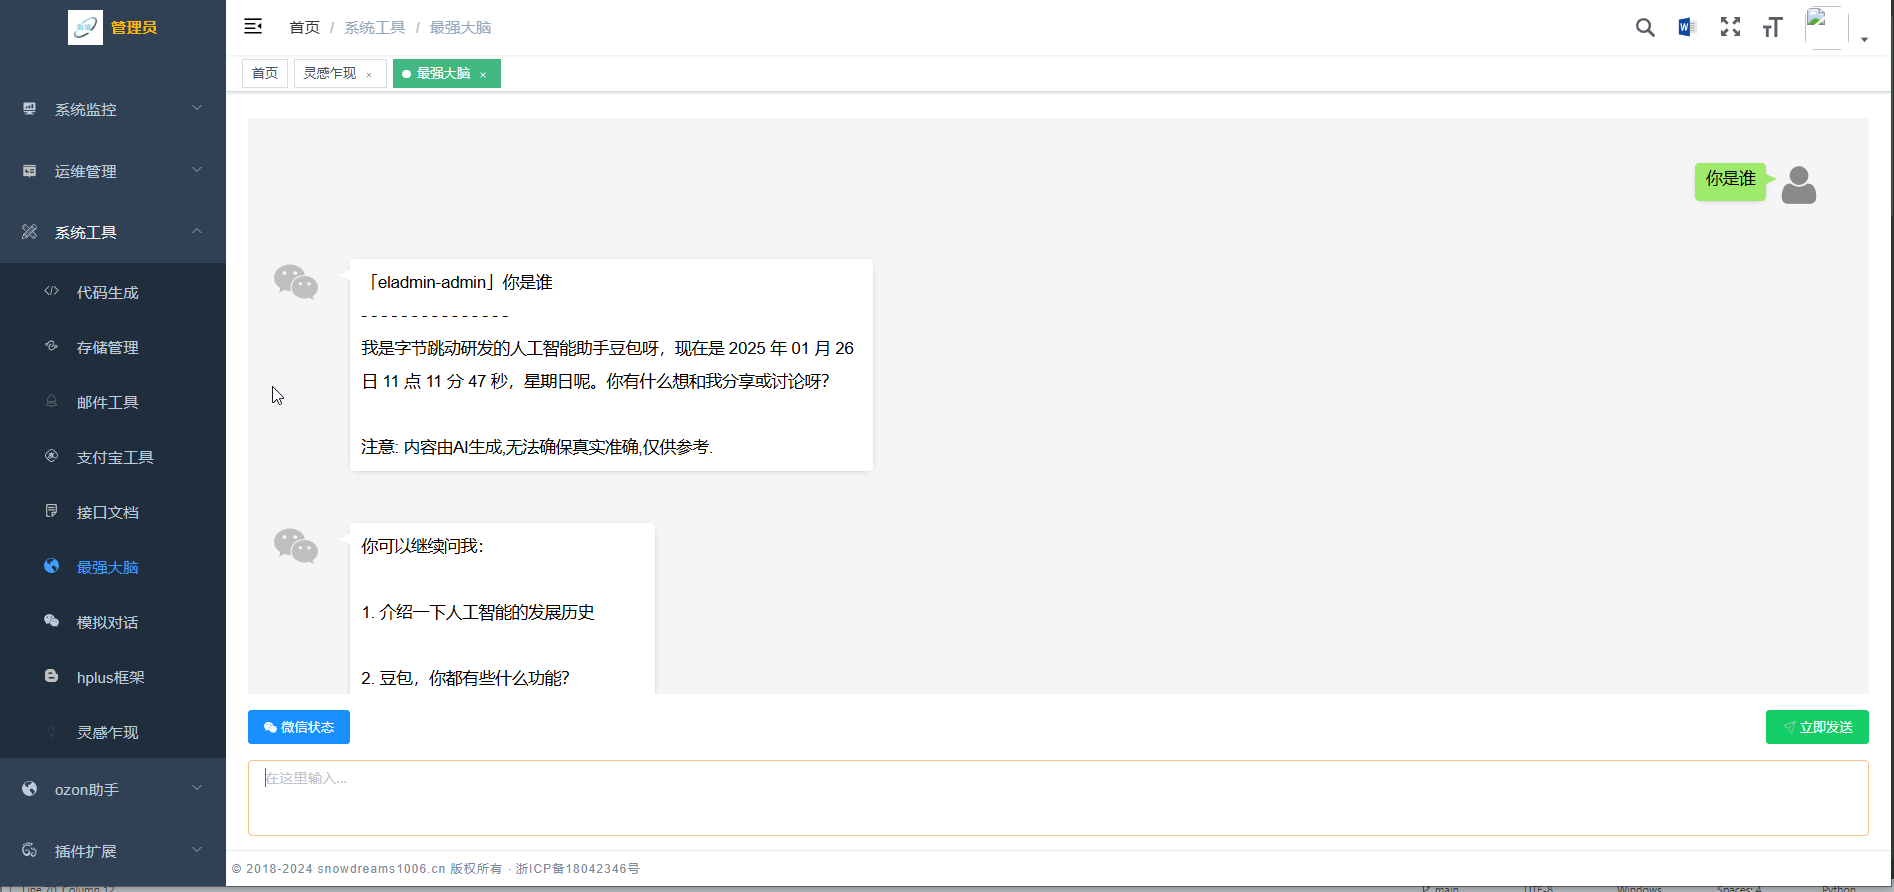 管理员
首页 / 系统工具 / 最强大脑
首页
灵感乍现 ×
最强大脑 ×
系统监控
运维管理
系统工具
代码生成
存储管理
邮件工具
支付宝工具
接口文档
最强大脑
模拟对话
hplus框架
灵感乍现
ozon助手
插件扩展
你是谁
「eladmin-admin」你是谁
- - - - - - - - - - - - - - -
我是字节跳动研发的人工智能助手豆包呀，现在是 2025 年 01 月 26
日 11 点 11 分 47 秒，星期日呢。你有什么想和我分享或讨论呀?
注意: 内容由AI生成,无法确保真实准确,仅供参考.
你可以继续问我：
1. 介绍一下人工智能的发展历史
2. 豆包，你都有些什么功能?
微信状态
立即发送
在这里输入...
© 2018-2024 snowdreams1006.cn 版权所有 · 浙ICP备18042346号
Line 70, Column 12
main
UTF-8
Windows
Spaces: 4
Python